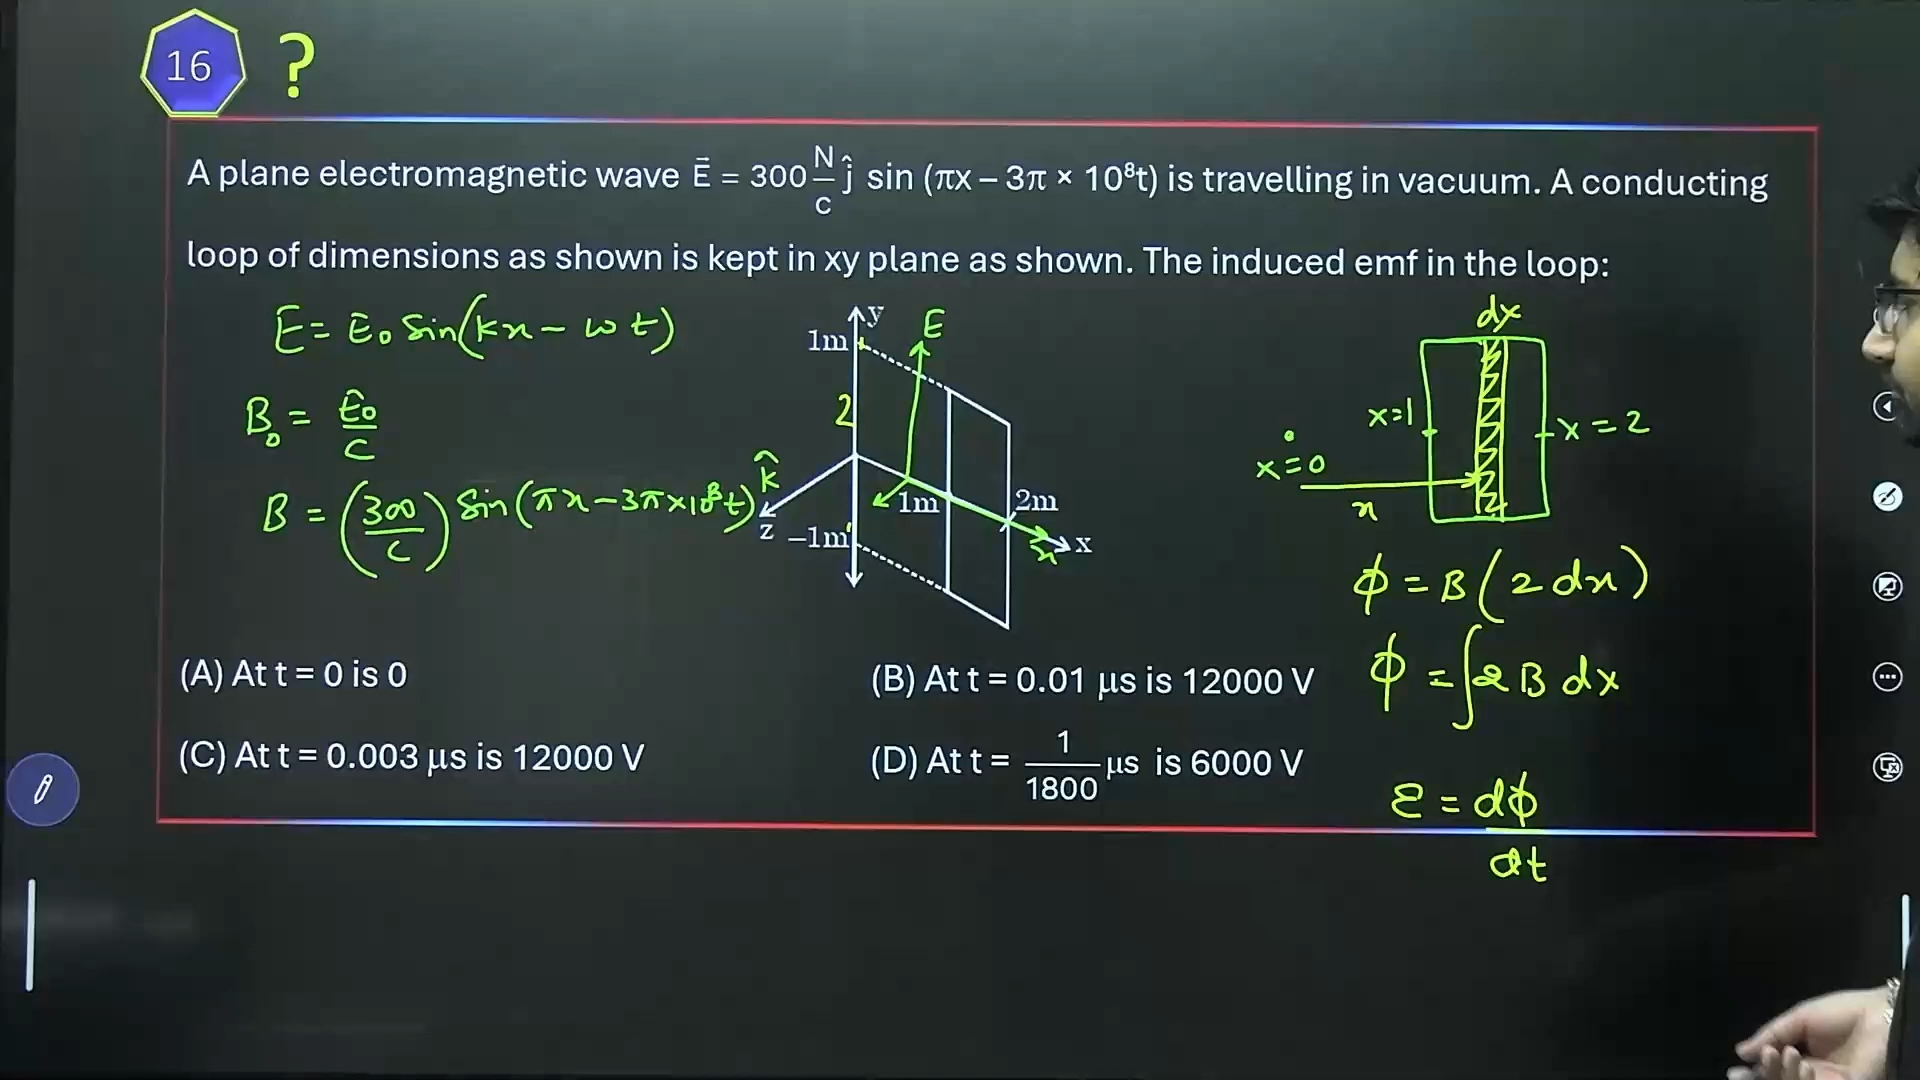 16 ?
A plane electromagnetic wave E⃗ = 300 N/c ĵ sin (πx – 3π × 10⁸t) is travelling in vacuum. A conducting
loop of dimensions as shown is kept in xy plane as shown. The induced emf in the loop:
E = E₀ Sin(kx – ωt)
B₀ = E₀/C
B = (300/C) Sin(πx – 3π×10⁸t) k̂
y
1m
E
2
1m
2m
z
–1m
x
x
dx
x=1
x = 2
x=0
x
ϕ = B(2dx)
ϕ = ∫2B dx
ε = dϕ/dt
(A) At t = 0 is 0
(B) At t = 0.01 μs is 12000 V
(C) At t = 0.003 μs is 12000 V
(D) At t = 1/1800 μs is 6000 V